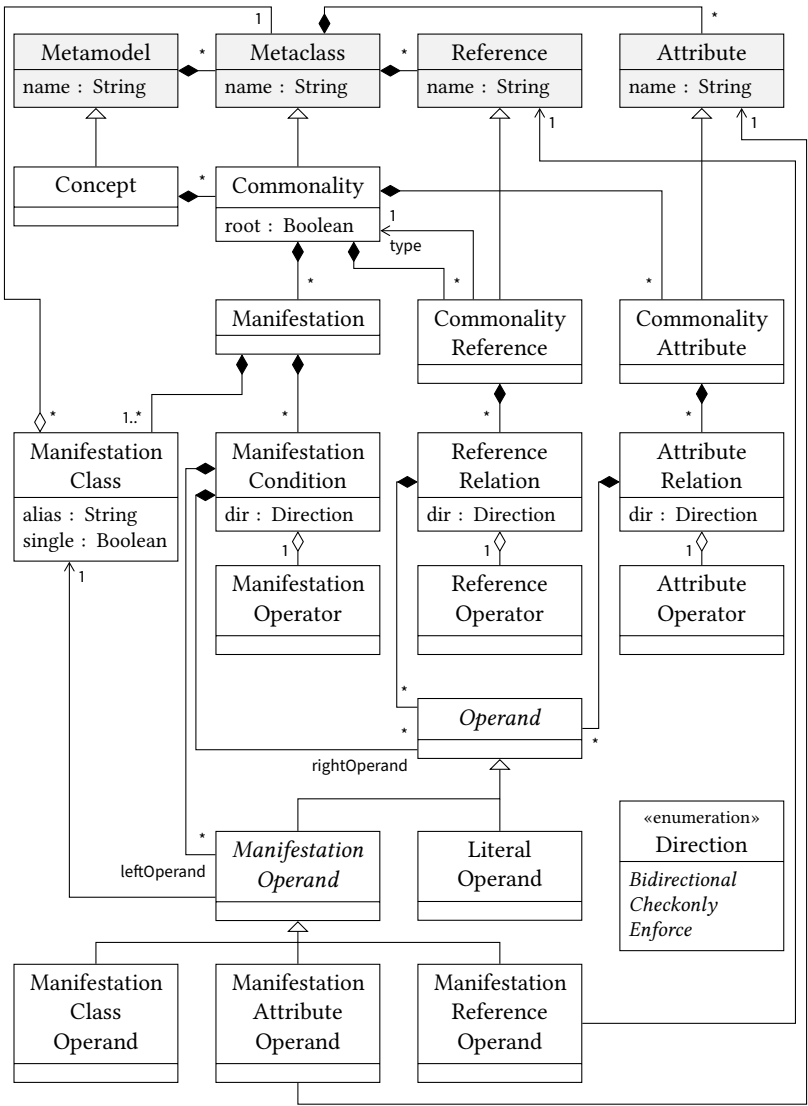 1
*
Metamodel
name : String
*
Metaclass
name : String
*
Reference
name : String
1
Attribute
name : String
1
Concept
*
Commonality
root : Boolean
1
type
*
*
*
Manifestation
Commonality
Reference
Commonality
Attribute
*
1..*
*
*
*
Manifestation
Class
alias : String
single : Boolean
1
Manifestation
Condition
dir : Direction
1
Reference
Relation
dir : Direction
1
Attribute
Relation
dir : Direction
1
Manifestation
Operator
Reference
Operator
Attribute
Operator
*
*
Operand
*
rightOperand
*
leftOperand
Manifestation
Operand
Literal
Operand
«enumeration»
Direction
Bidirectional
Checkonly
Enforce
Manifestation
Class
Operand
Manifestation
Attribute
Operand
Manifestation
Reference
Operand